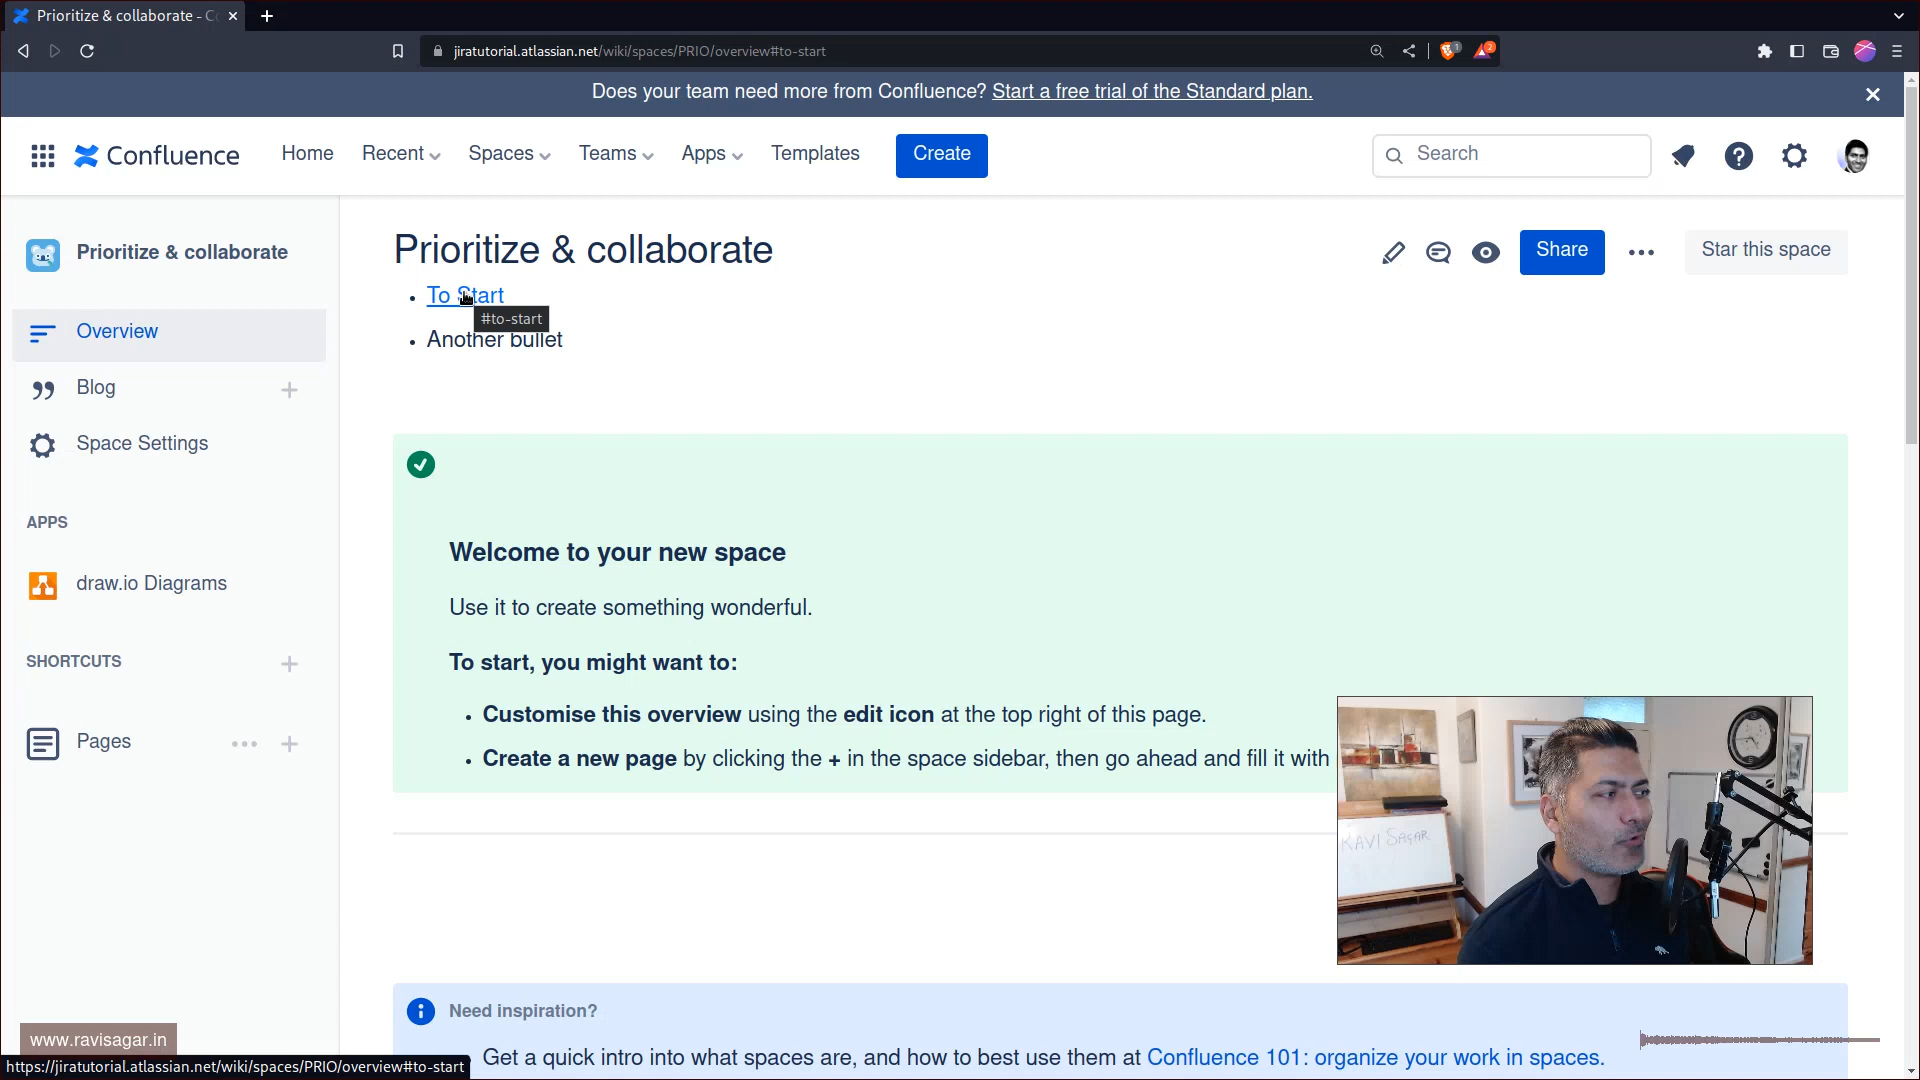 Prioritize & collaborate - C
jiratutorial.atlassian.net/wiki/spaces/PRIO/overview#to-start
1
2
Does your team need more from Confluence? Start a free trial of the Standard plan.
Confluence
Home
Recent
Spaces
Teams
Apps
Templates
Create
Search
Prioritize & collaborate
Overview
Blog
Space Settings
APPS
draw.io Diagrams
SHORTCUTS
Pages
Prioritize & collaborate
Share
Star this space
• To Start
#to-start
• Another bullet
Welcome to your new space
Use it to create something wonderful.
To start, you might want to:
• Customise this overview using the edit icon at the top right of this page.
• Create a new page by clicking the + in the space sidebar, then go ahead and fill it with
RAVI SAGAR
Need inspiration?
Get a quick intro into what spaces are, and how to best use them at Confluence 101: organize your work in spaces.
www.ravisagar.in
https://jiratutorial.atlassian.net/wiki/spaces/PRIO/overview#to-start